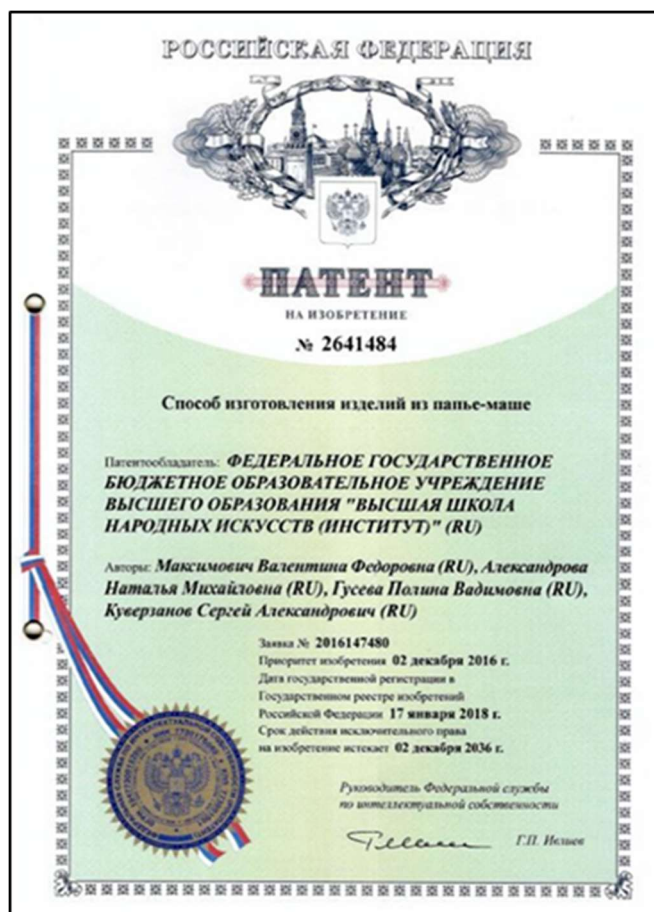 РОССИЙСКАЯ ФЕДЕРАЦИЯ
ПАТЕНТ
НА ИЗОБРЕТЕНИЕ
№ 2641484
Способ изготовления изделий из папье-маше
Патентообладатель: ФЕДЕРАЛЬНОЕ ГОСУДАРСТВЕННОЕ
БЮДЖЕТНОЕ ОБРАЗОВАТЕЛЬНОЕ УЧРЕЖДЕНИЕ
ВЫСШЕГО ОБРАЗОВАНИЯ "ВЫСШАЯ ШКОЛА
НАРОДНЫХ ИСКУССТВ (ИНСТИТУТ)" (RU)
Авторы: Максимович Валентина Федоровна (RU), Александрова
Наталья Михайловна (RU), Гусева Полина Вадимовна (RU),
Куверзанов Сергей Александрович (RU)
Заявка № 2016147480
Приоритет изобретения 02 декабря 2016 г.
Дата государственной регистрации в
Государственном реестре изобретений
Российской Федерации 17 января 2018 г.
Срок действия исключительного права
на изобретение истекает 02 декабря 2036 г.
Руководитель Федеральной службы
по интеллектуальной собственности
Г.П. Ивлиев